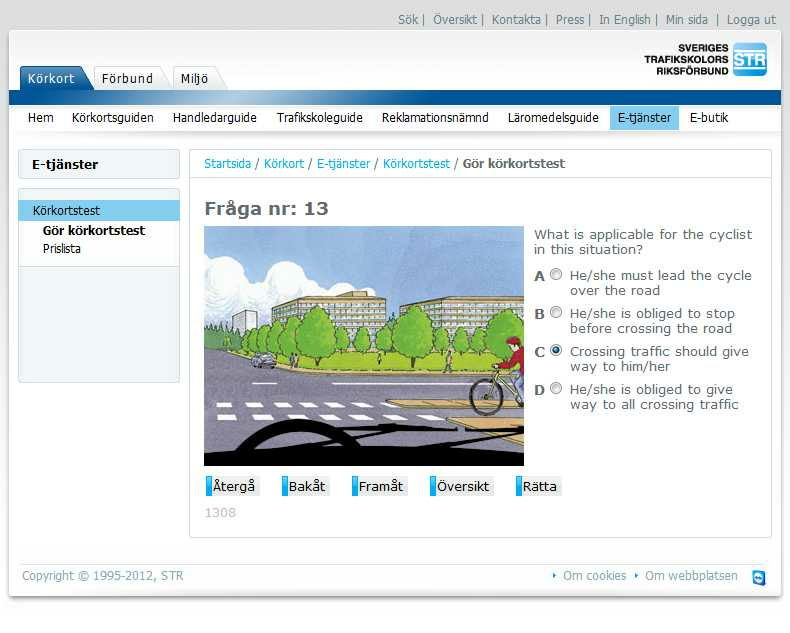 Sök | Översikt | Kontakta | Press | In English | Min sida | Logga ut
SVERIGES
TRAFIKSKOLORS
RIKSFÖRBUND
STR
Körkort Förbund Miljö
Hem Körkortsguiden Handledarguide Trafikskoleguide Reklamationsnämnd Läromedelsguide E-tjänster E-butik
E-tjänster
Startsida / Körkort / E-tjänster / Körkortstest / Gör körkortstest
Körkortstest
Gör körkortstest
Prislista
Fråga nr: 13
What is applicable for the cyclist
in this situation?
A He/she must lead the cycle
over the road
B He/she is obliged to stop
before crossing the road
C Crossing traffic should give
way to him/her
D He/she is obliged to give
way to all crossing traffic
Återgå Bakåt Framåt Översikt Rätta
1308
Copyright © 1995-2012, STR
Om cookies Om webbplatsen